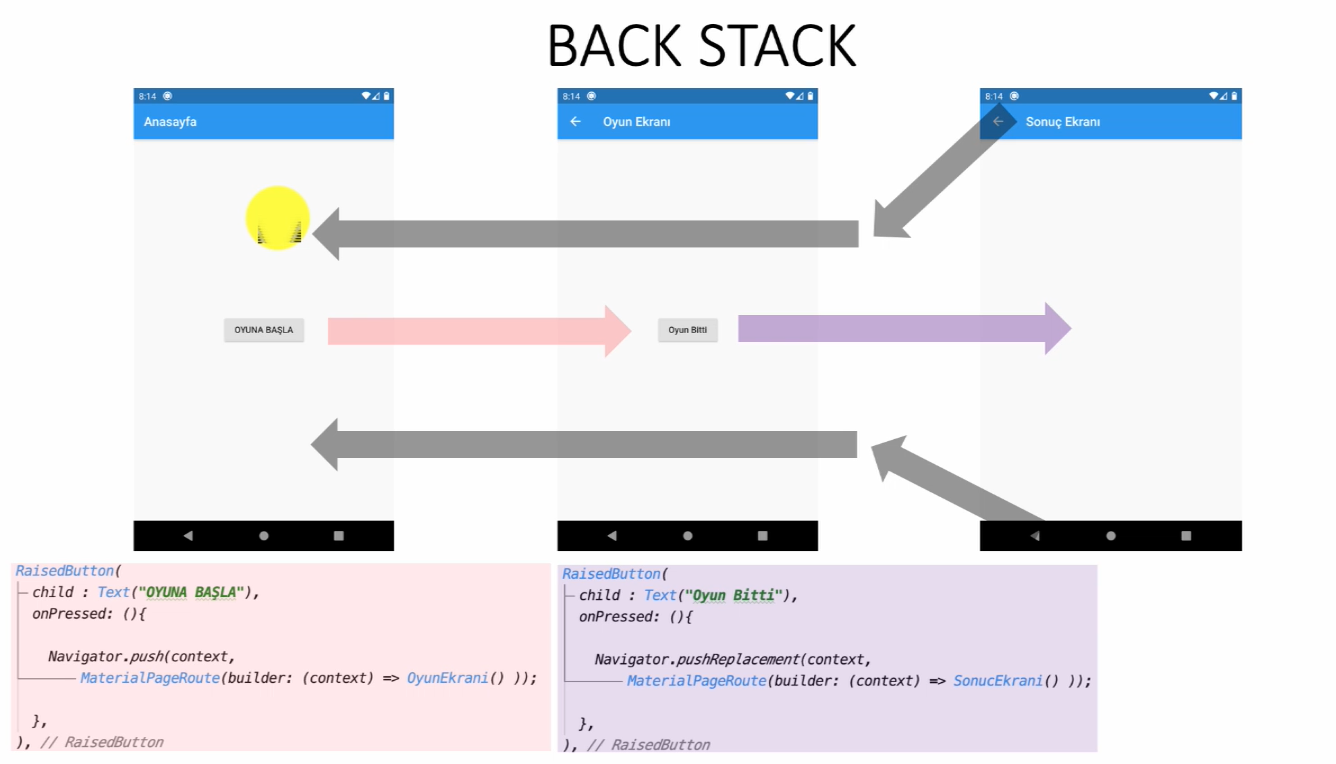 BACK STACK
8:14
Anasayfa
OYUNA BAŞLA
8:14
Oyun Ekranı
Oyun Bitti
8:14
Sonuç Ekranı
RaisedButton(
child : Text("OYUNA BAŞLA"),
onPressed: (){
Navigator.push(context,
MaterialPageRoute(builder: (context) => OyunEkrani() ));
},
), // RaisedButton
RaisedButton(
child : Text("Oyun Bitti"),
onPressed: (){
Navigator.pushReplacement(context,
MaterialPageRoute(builder: (context) => SonucEkrani() ));
},
), // RaisedButton